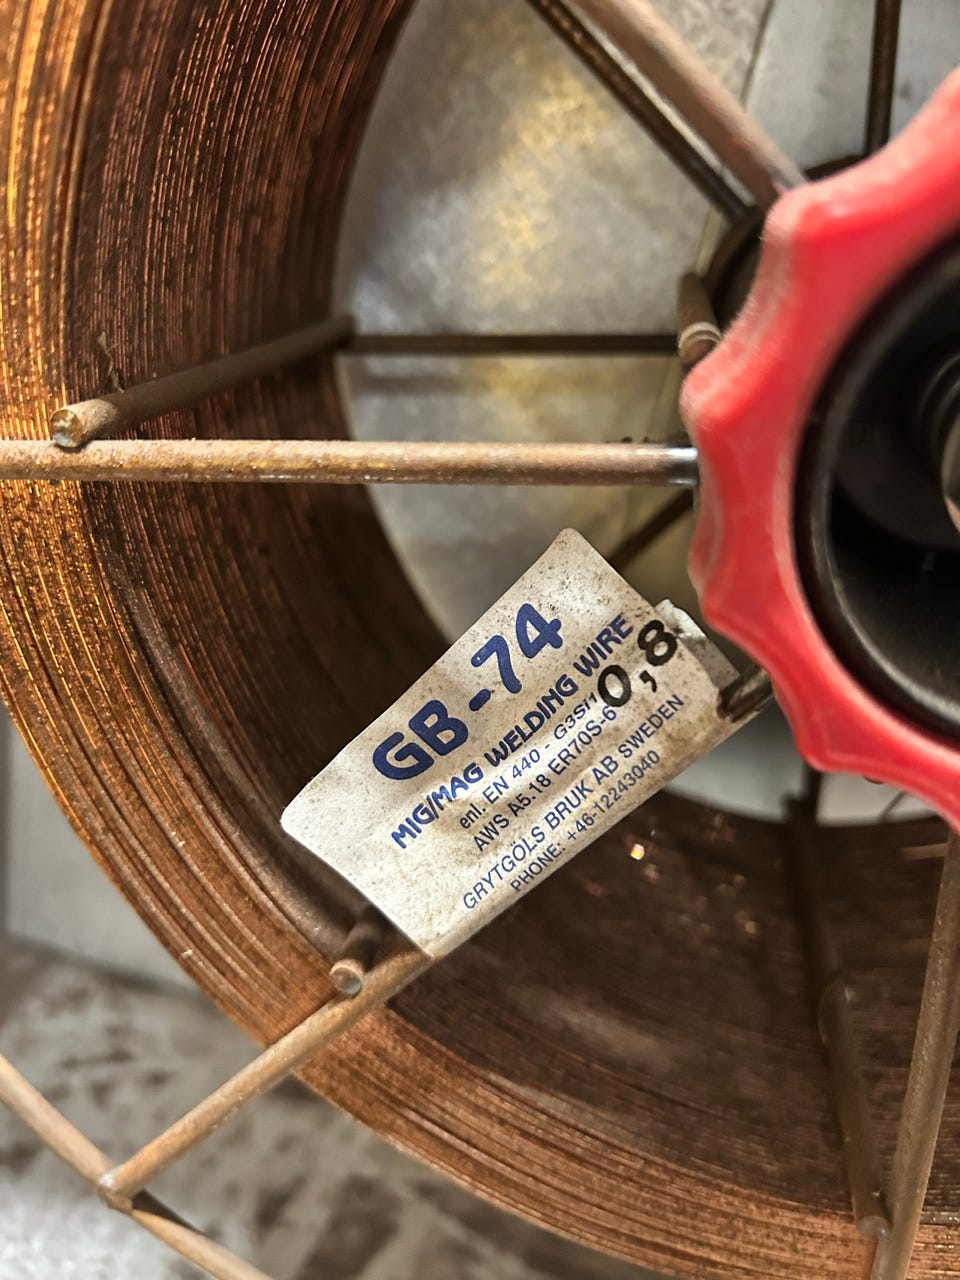 GB-74
MIG/MAG WELDING WIRE
enl. EN 440 - G3Si1
0,8
AWS A5.18 ER70S-6
GRYTGÖLS BRUK AB SWEDEN
PHONE: +46-12243040